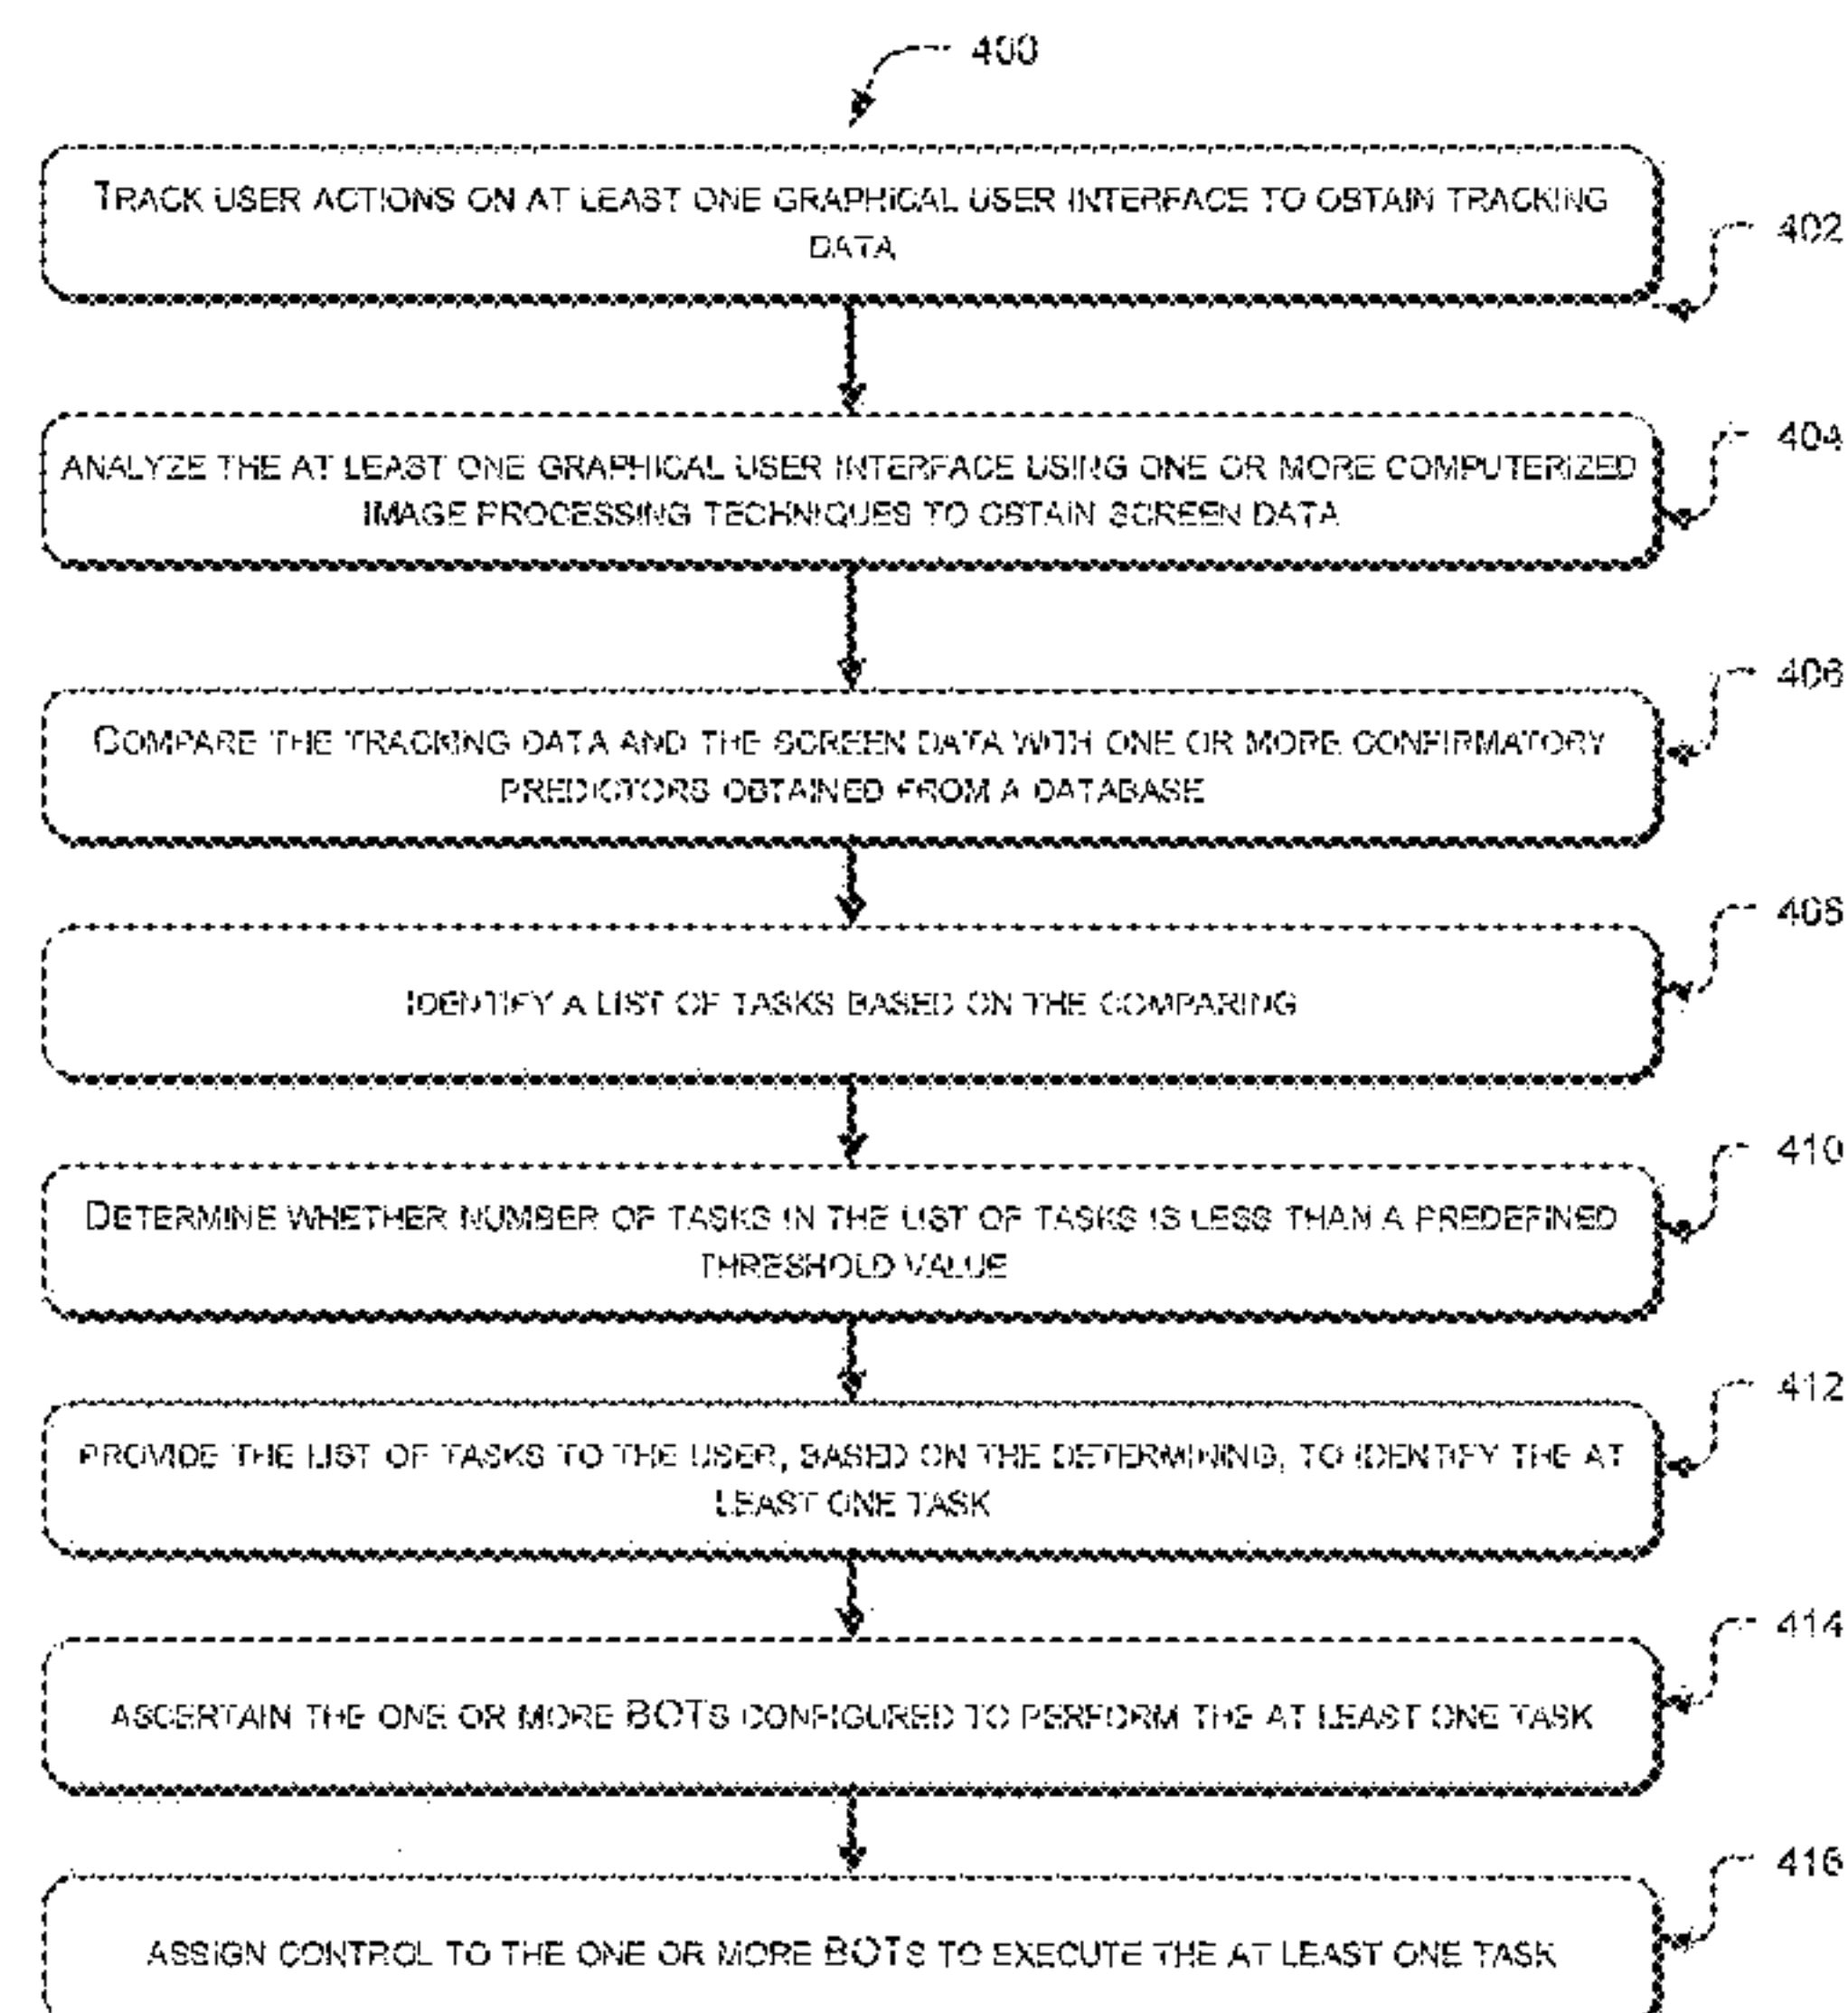 400
TRACK USER ACTIONS ON AT LEAST ONE GRAPHICAL USER INTERFACE TO OBTAIN TRACKING
DATA
402
ANALYZE THE AT LEAST ONE GRAPHICAL USER INTERFACE USING ONE OR MORE COMPUTERIZED
IMAGE PROCESSING TECHNIQUES TO OBTAIN SCREEN DATA
404
COMPARE THE TRACKING DATA AND THE SCREEN DATA WITH ONE OR MORE CONFIRMATORY
PREDICTORS OBTAINED FROM A DATABASE
406
IDENTIFY A LIST OF TASKS BASED ON THE COMPARING
408
DETERMINE WHETHER NUMBER OF TASKS IN THE LIST OF TASKS IS LESS THAN A PREDEFINED
THRESHOLD VALUE
410
PROVIDE THE LIST OF TASKS TO THE USER, BASED ON THE DETERMINING, TO IDENTIFY THE AT
LEAST ONE TASK
412
ASCERTAIN THE ONE OR MORE BOTS CONFIGURED TO PERFORM THE AT LEAST ONE TASK
414
ASSIGN CONTROL TO THE ONE OR MORE BOTS TO EXECUTE THE AT LEAST ONE TASK
416